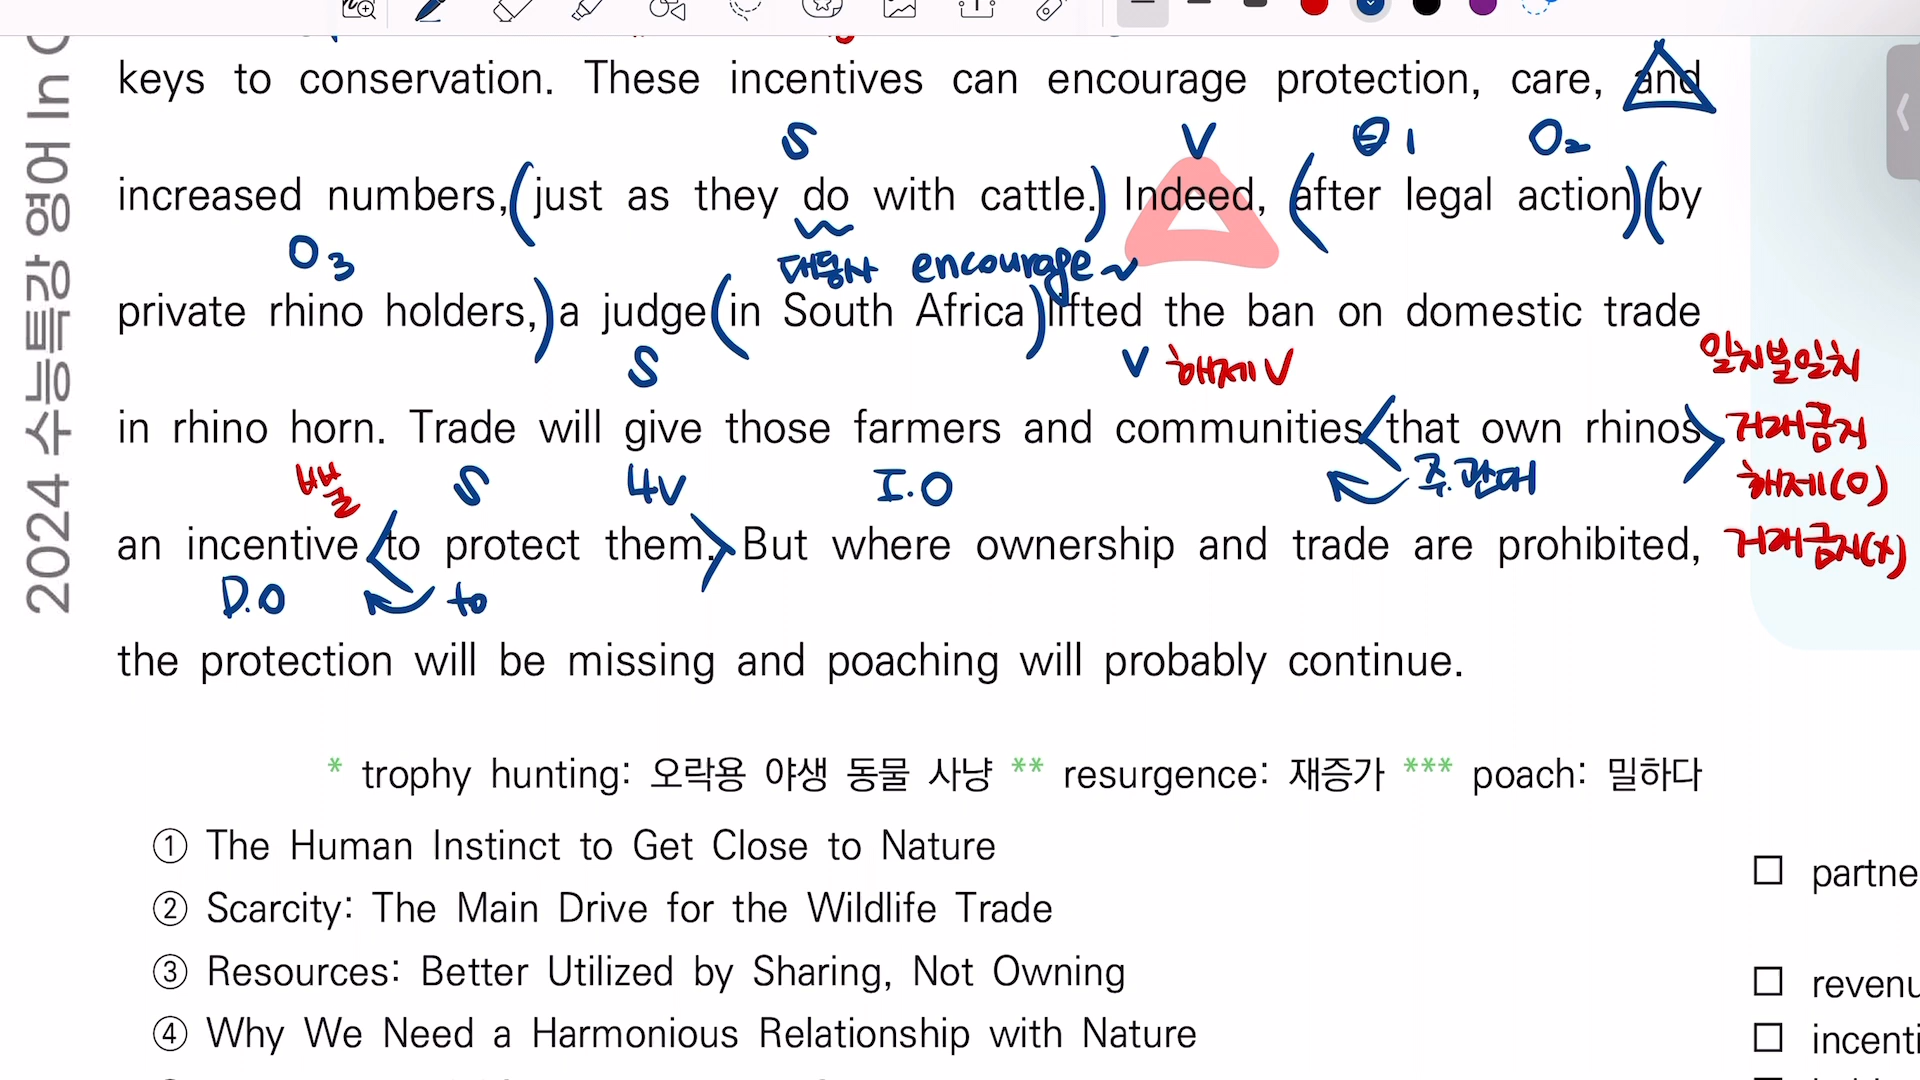 2024 수능특강 영어 In
keys to conservation. These incentives can encourage protection, care, and
S V O1 O2
increased numbers, (just as they do with cattle.) Indeed, (after legal action) (by
O3 대동사 encourage~
private rhino holders,) a judge (in South Africa) lifted the ban on domestic trade
S V 해제V
일치불일치
in rhino horn. Trade will give those farmers and communities <that own rhinos>
거래금지
뿔 S 4V I.O 주.관대
해제(O)
an incentive <to protect them.> But where ownership and trade are prohibited,
거래금지(X)
D.O to
the protection will be missing and poaching will probably continue.
* trophy hunting: 오락용 야생 동물 사냥 ** resurgence: 재증가 *** poach: 밀하다
① The Human Instinct to Get Close to Nature
② Scarcity: The Main Drive for the Wildlife Trade
③ Resources: Better Utilized by Sharing, Not Owning
④ Why We Need a Harmonious Relationship with Nature
□ partne
□ revenu
□ incenti